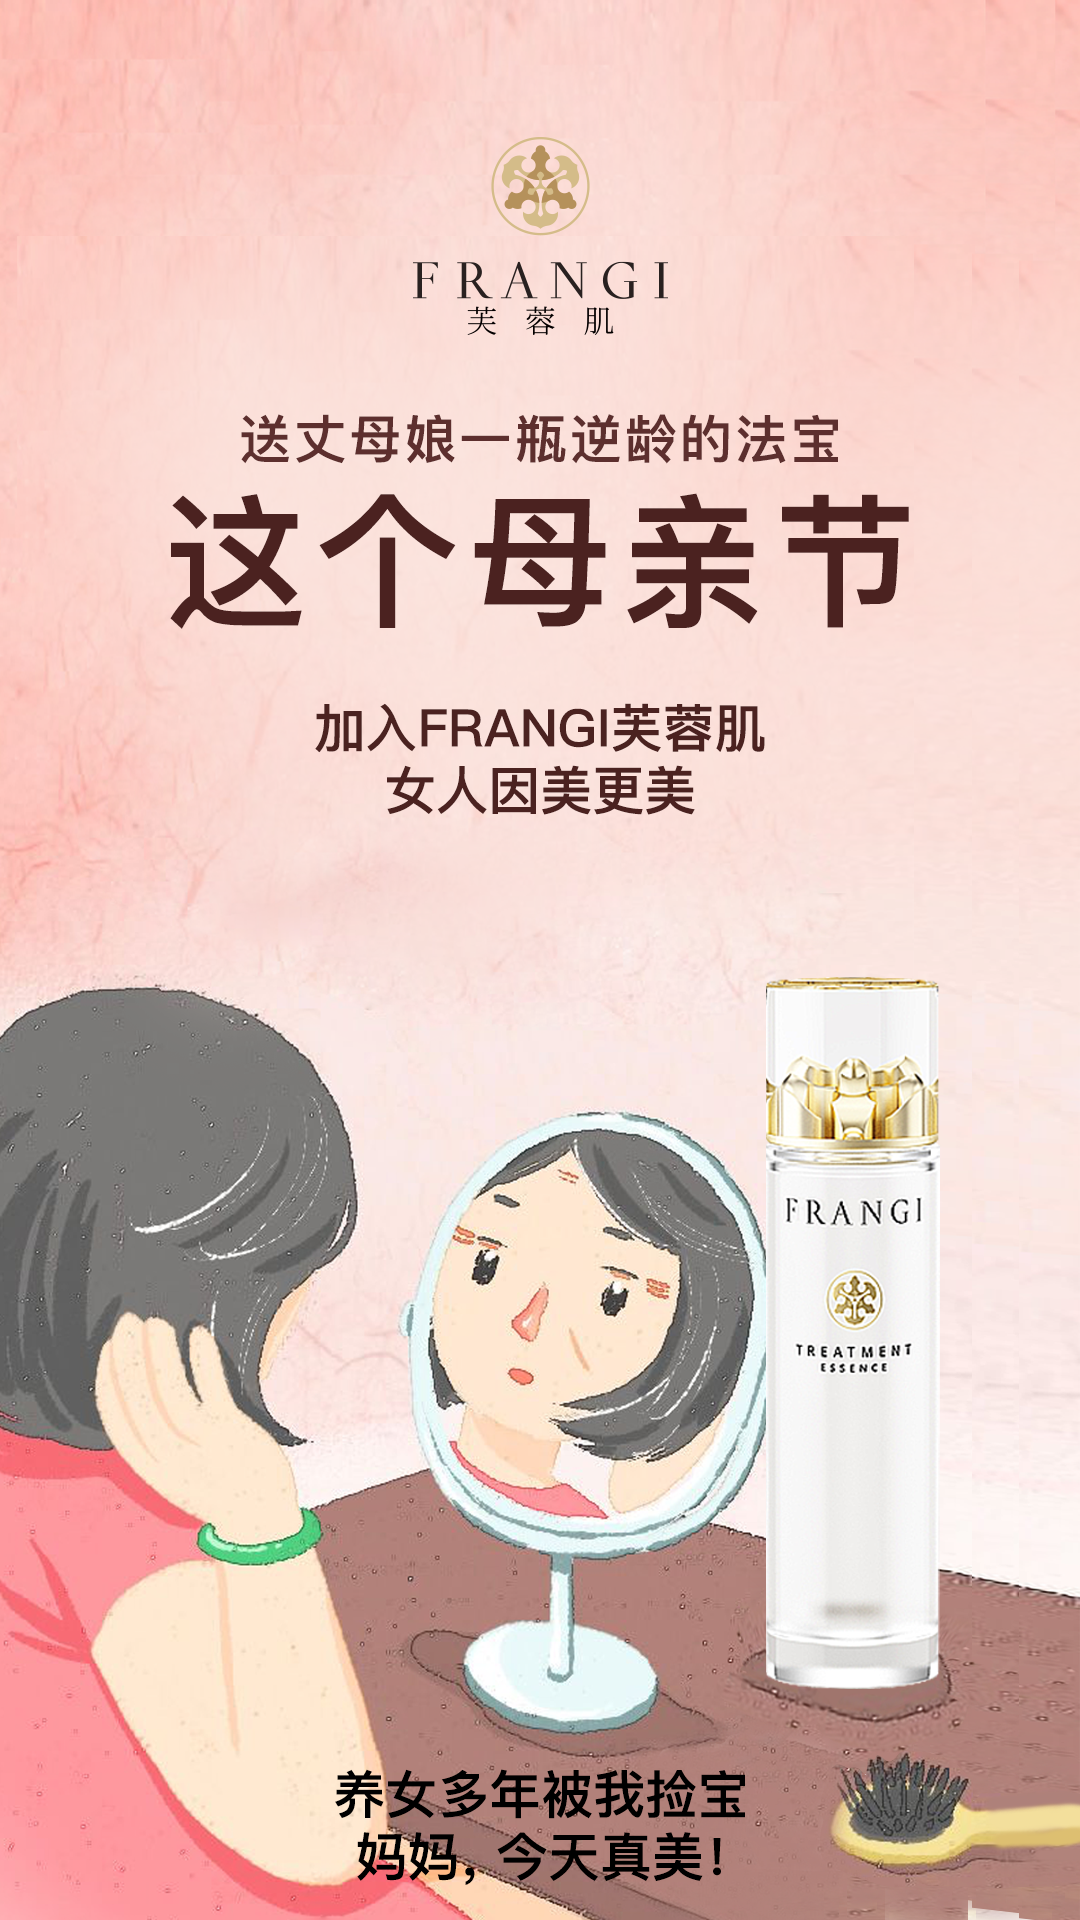 FRANGI
芙蓉肌
送丈母娘一瓶逆龄的法宝
这个母亲节
加入FRANGI芙蓉肌
女人因美更美
FRANGI
TREATMENT
ESSENCE
养女多年被我捡宝
妈妈，今天真美！